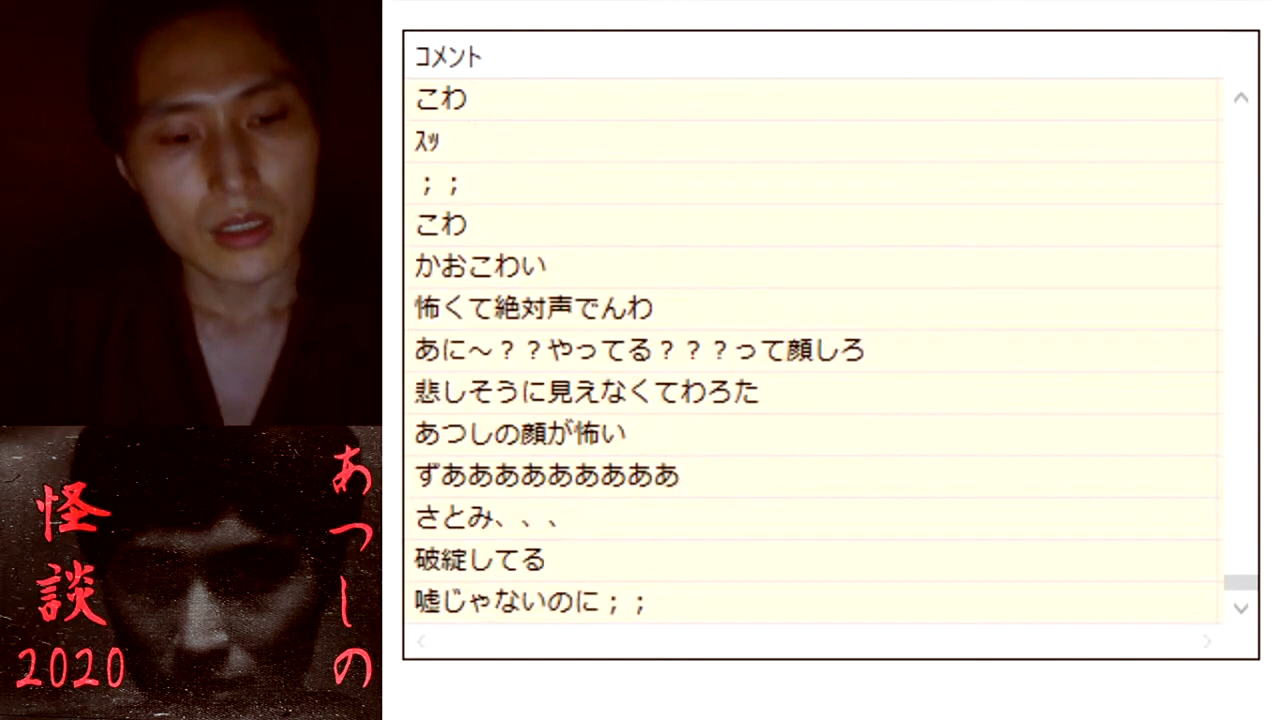 コメント
こわ
ｽｯ
；；
こわ
かおこわい
怖くて絶対声でんわ
あに～？？やってる？？？って顔しろ
悲しそうに見えなくてわろた
あつしの顔が怖い
ずあああああああああ
さとみ、、、
破綻してる
嘘じゃないのに；；
あつしの
怪談
2020